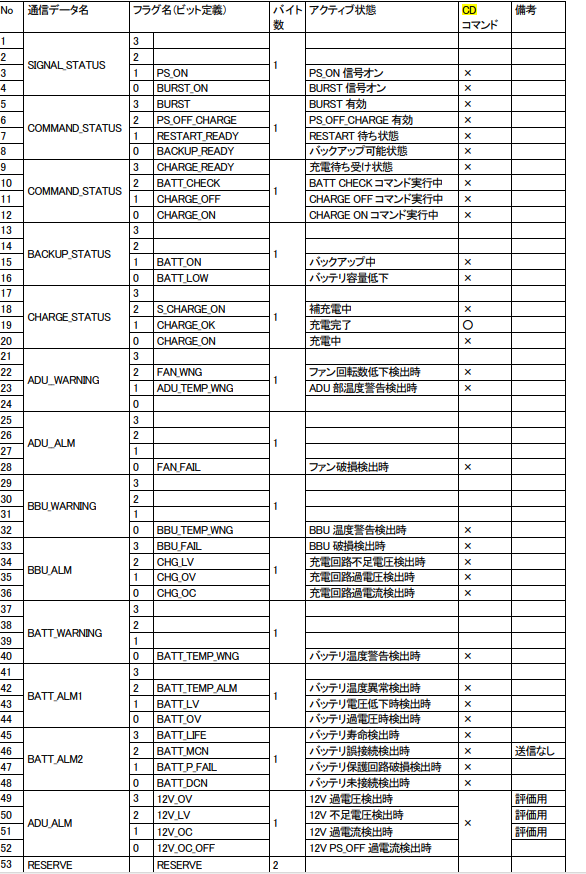 No 通信データ名 フラグ名(ビット定義) バイト数 アクティブ状態 CDコマンド 備考
1 SIGNAL_STATUS 3 1
2 2
3 1 PS_ON PS_ON 信号オン ×
4 0 BURST_ON BURST 信号オン ×
5 COMMAND_STATUS 3 BURST 1 BURST 有効 ×
6 2 PS_OFF_CHARGE PS_OFF_CHARGE 有効 ×
7 1 RESTART_READY RESTART 待ち状態 ×
8 0 BACKUP_READY バックアップ可能状態 ×
9 COMMAND_STATUS 3 CHARGE_READY 1 充電待ち受け状態 ×
10 2 BATT_CHECK BATT CHECK コマンド実行中 ×
11 1 CHARGE_OFF CHARGE OFF コマンド実行中 ×
12 0 CHARGE_ON CHARGE ON コマンド実行中 ×
13 BACKUP_STATUS 3 1
14 2
15 1 BATT_ON バックアップ中 ×
16 0 BATT_LOW バッテリ容量低下 ×
17 CHARGE_STATUS 3 1
18 2 S_CHARGE_ON 補充電中 ×
19 1 CHARGE_OK 充電完了 〇
20 0 CHARGE_ON 充電中 ×
21 ADU_WARNING 3 1
22 2 FAN_WNG ファン回転数低下検出時 ×
23 1 ADU_TEMP_WNG ADU 部温度警告検出時 ×
24 0
25 ADU_ALM 3 1
26 2
27 1
28 0 FAN_FAIL ファン破損検出時 ×
29 BBU_WARNING 3 1
30 2
31 1
32 0 BBU_TEMP_WNG BBU 温度警告検出時 ×
33 BBU_ALM 3 BBU_FAIL 1 BBU 破損検出時 ×
34 2 CHG_LV 充電回路不足電圧検出時 ×
35 1 CHG_OV 充電回路過電圧検出時 ×
36 0 CHG_OC 充電回路過電流検出時 ×
37 BATT_WARNING 3 1
38 2
39 1
40 0 BATT_TEMP_WNG バッテリ温度警告検出時 ×
41 BATT_ALM1 3 1
42 2 BATT_TEMP_ALM バッテリ温度異常検出時 ×
43 1 BATT_LV バッテリ電圧低下時検出時 ×
44 0 BATT_OV バッテリ過電圧時検出時 ×
45 BATT_ALM2 3 BATT_LIFE 1 バッテリ寿命検出時 ×
46 2 BATT_MCN バッテリ誤接続検出時 × 送信なし
47 1 BATT_P_FAIL バッテリ保護回路破損検出時 ×
48 0 BATT_DCN バッテリ未接続検出時 ×
49 ADU_ALM 3 12V_OV 1 12V 過電圧検出時 × 評価用
50 2 12V_LV 12V 不足電圧検出時 評価用
51 1 12V_OC 12V 過電流検出時 評価用
52 0 12V_OC_OFF 12V PS_OFF 過電流検出時
53 RESERVE RESERVE 2